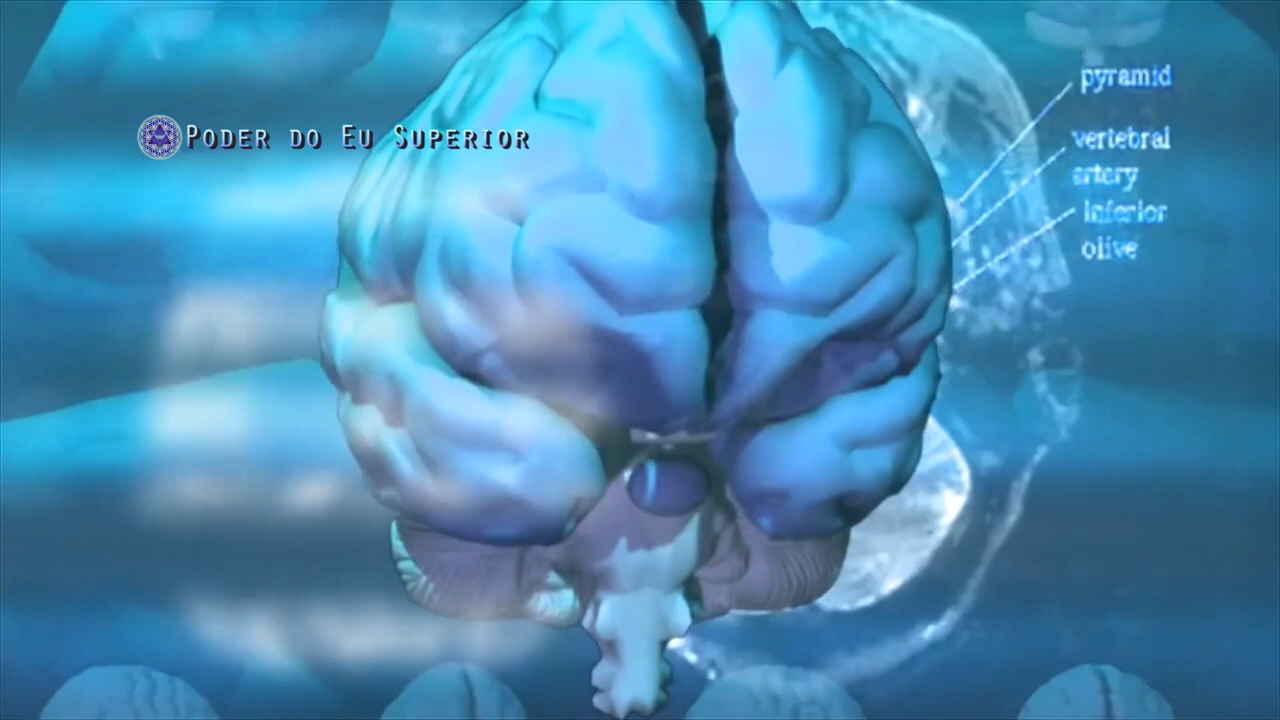 Poder do Eu Superior
pyramid
vertebral
artery
inferior
olive